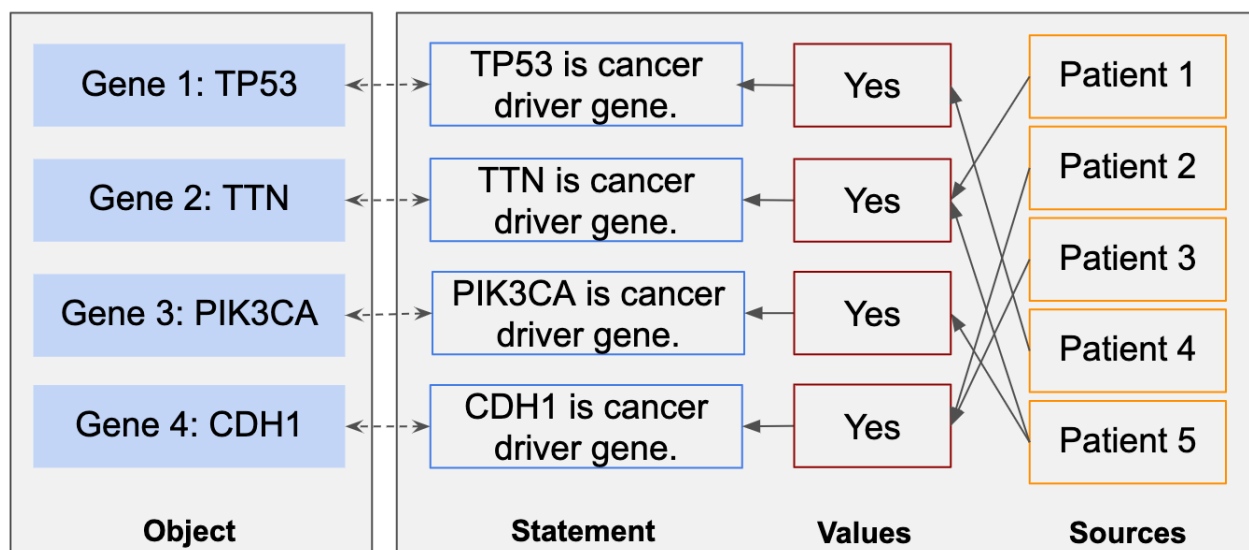 Gene 1: TP53
TP53 is cancer
driver gene.
Yes
Patient 1
Gene 2: TTN
TTN is cancer
driver gene.
Yes
Patient 2
Gene 3: PIK3CA
PIK3CA is cancer
driver gene.
Yes
Patient 3
Gene 4: CDH1
CDH1 is cancer
driver gene.
Yes
Patient 4
Patient 5
Object
Statement
Values
Sources